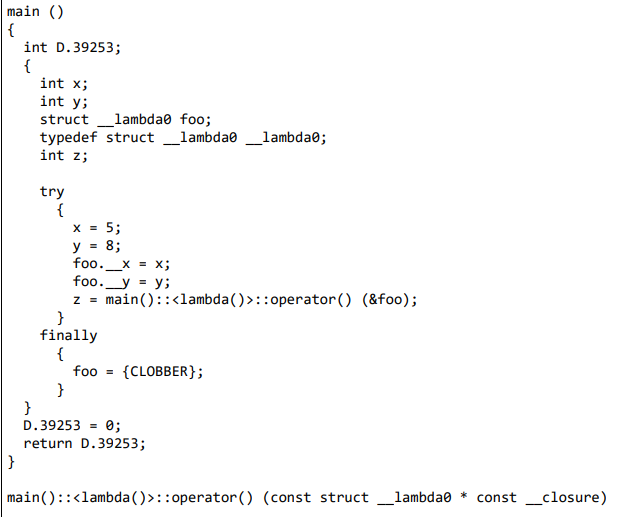 main ()
{
  int D.39253;
  {
    int x;
    int y;
    struct __lambda0 foo;
    typedef struct __lambda0 __lambda0;
    int z;

    try
      {
        x = 5;
        y = 8;
        foo.__x = x;
        foo.__y = y;
        z = main()::<lambda()>::operator() (&foo);
      }
    finally
      {
        foo = {CLOBBER};
      }
  }
  D.39253 = 0;
  return D.39253;
}

main()::<lambda()>::operator() (const struct __lambda0 * const __closure)